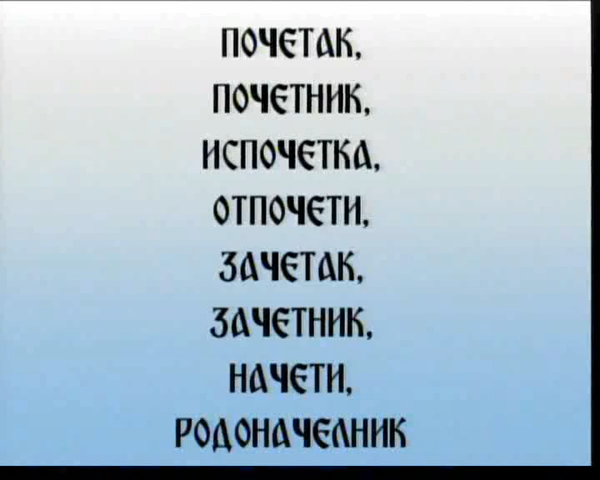 ПОЧЕТАК,
ПОЧЕТНИК,
ИСПОЧЕТКА,
ОТПОЧЕТИ,
ЗАЧЕТАК,
ЗАЧЕТНИК,
НАЧЕТИ,
РОДОНАЧЕЛНИК